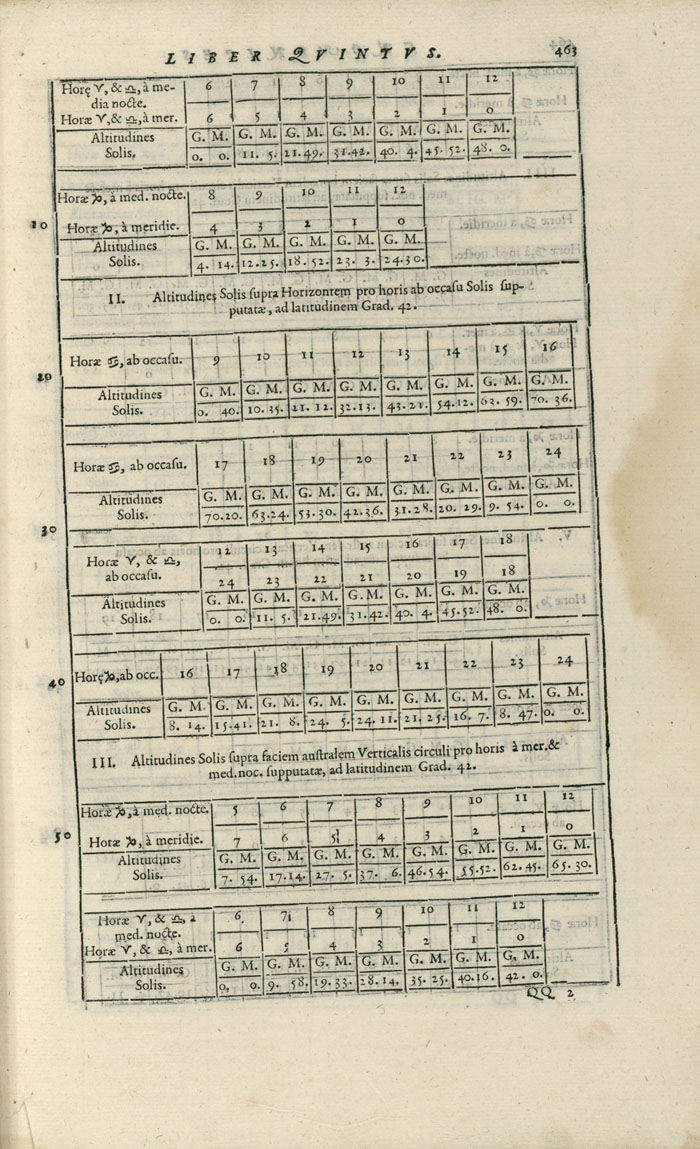 LIBER QVINTVS. 463
Horę ♈, & ♎, à me- 6 7 8 9 10 11 12
dia nocte.
Horæ ♈, & ♎, à mer. 6 5 4 3 2 1 0
Altitudines G. M. G. M. G. M. G. M. G. M. G. M. G. M.
Solis. 0. 0. 11. 5. 21.49. 31.42. 40. 4. 45. 52. 48. 0.
Horæ ♑, à med. nocte. 8 9 10 11 12
10 Horæ ♑, à meridie. 4 3 2 1 0
Altitudines G. M. G. M. G. M. G. M. G. M.
Solis. 4. 14. 12.25. 18. 52. 23. 3. 24.30.
II. Altitudines Solis supra Horizontem pro horis ab occasu Solis sup-
putatæ, ad latitudinem Grad. 42.
20 Horæ ♋, ab occasu. 9 10 11 12 13 14 15 16
Altitudines G. M. G. M. G. M. G. M. G. M. G. M. G. M. G. M.
Solis. 0. 40. 10. 35. 21. 12. 32.13. 43.21. 54.12. 63. 59. 70. 36.
Horæ ♋, ab occasu. 17 18 19 20 21 22 23 24
Altitudines G. M. G. M. G. M. G. M. G. M. G. M. G. M. G. M.
Solis. 70.20. 63.24. 53.30. 42.36. 31.28. 20. 29. 9. 54. 0. 0.
30
Horæ ♈, & ♎, 12 13 14 15 16 17 18
ab occasu. 24 23 22 21 20 19 18
Altitudines G. M. G. M. G. M. G. M. G. M. G. M. G. M.
Solis. 0. 0. 11. 5. 21.49. 31.42. 40. 4. 45.52. 48. 0.
40 Horę ♑, ab occ. 16 17 18 19 20 21 22 23 24
Altitudines G. M. G. M. G. M. G. M. G. M. G. M. G. M. G. M. G. M.
Solis. 8. 14. 15.41. 21. 8. 24. 5. 24. 11. 21. 25. 16. 7. 8. 47. 0. 0.
III. Altitudines Solis supra faciem australem Verticalis circuli pro horis à mer.&
med.noc. supputatæ, ad latitudinem Grad. 42.
Horæ ♑, à med. nocte. 5 6 7 8 9 10 11 12
50 Horæ ♑, à meridie. 7 6 5 4 3 2 1 0
Altitudines G. M. G. M. G. M. G. M. G. M. G. M. G. M. G. M.
Solis. 7. 54. 17.14. 27. 5. 37. 6. 46.54. 55.52. 62. 45. 65. 30.
Horæ ♈, & ♎, à 6 7 8 9 10 11 12
med. nocte.
Horæ ♈, & ♎, à mer. 6 5 4 3 2 1 0
Altitudines G. M. G. M. G. M. G. M. G. M. G. M. G. M.
Solis. 0. 0. 9. 58. 19. 33. 28. 14. 35. 25. 40.16. 42. 0.
QQ 2